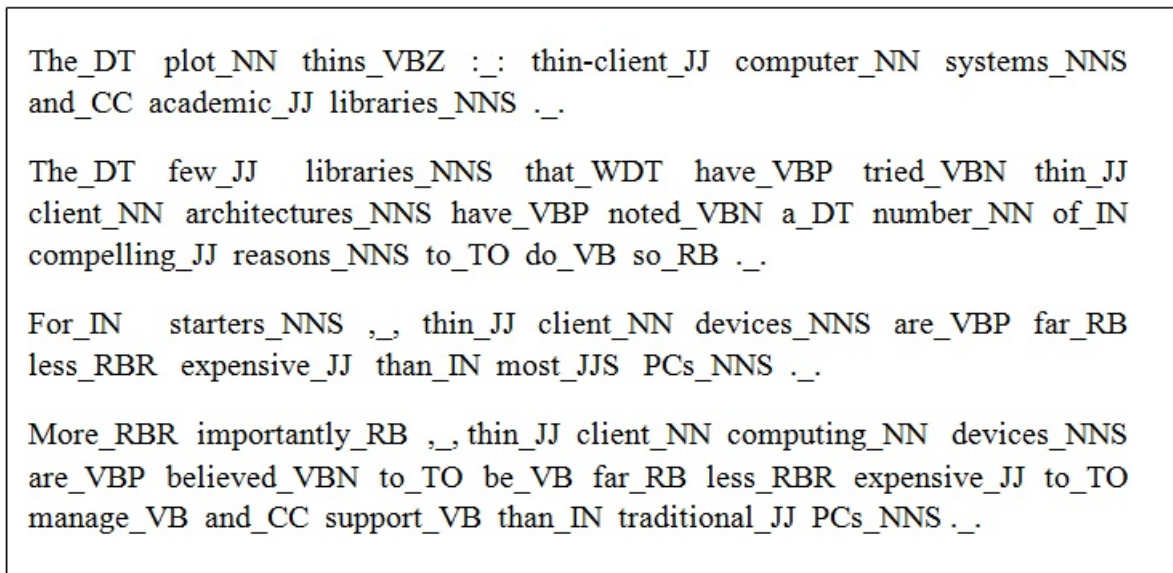 The_DT plot_NN thins_VBZ :_: thin-client_JJ computer_NN systems_NNS
and_CC academic_JJ libraries_NNS ._.
The_DT few_JJ libraries_NNS that_WDT have_VBP tried_VBN thin_JJ
client_NN architectures_NNS have_VBP noted_VBN a_DT number_NN of_IN
compelling_JJ reasons_NNS to_TO do_VB so_RB ._.
For_IN starters_NNS ,_, thin_JJ client_NN devices_NNS are_VBP far_RB
less_RBR expensive_JJ than_IN most_JJS PCs_NNS ._.
More_RBR importantly_RB ,_, thin_JJ client_NN computing_NN devices_NNS
are_VBP believed_VBN to_TO be_VB far_RB less_RBR expensive_JJ to_TO
manage_VB and_CC support_VB than_IN traditional_JJ PCs_NNS ._.